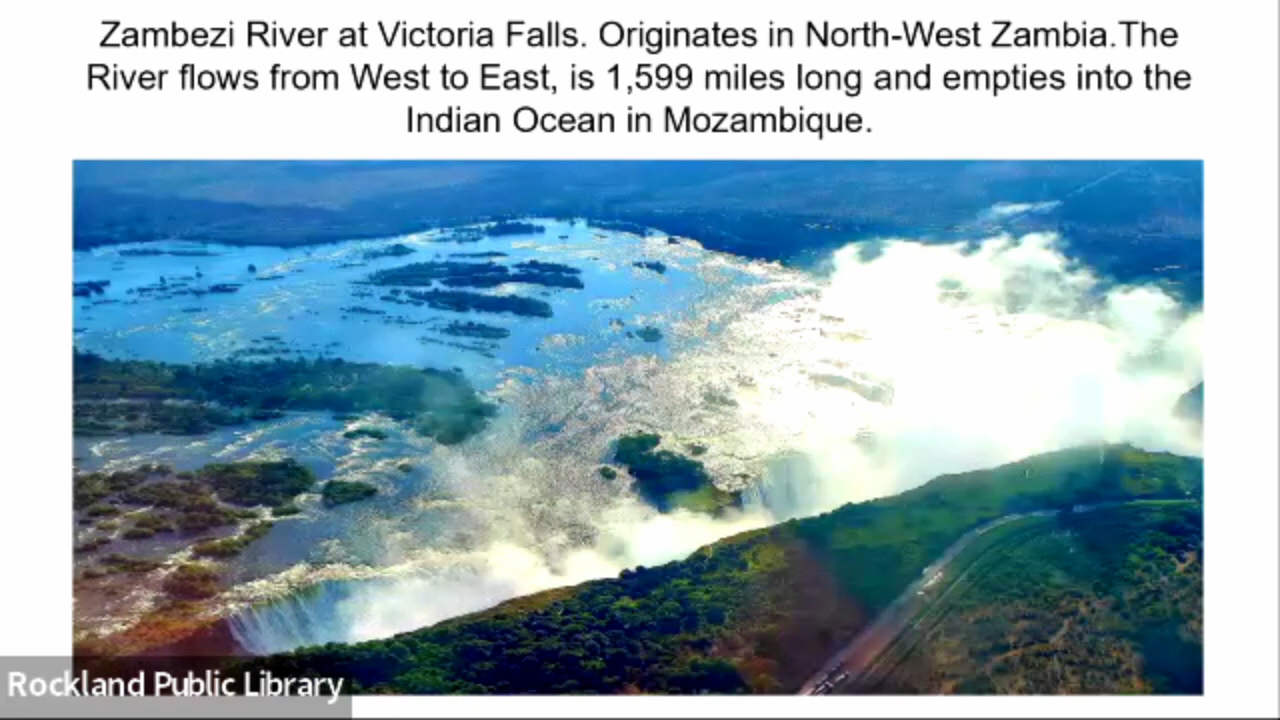 Zambezi River at Victoria Falls. Originates in North-West Zambia.The
River flows from West to East, is 1,599 miles long and empties into the
Indian Ocean in Mozambique.
Rockland Public Library